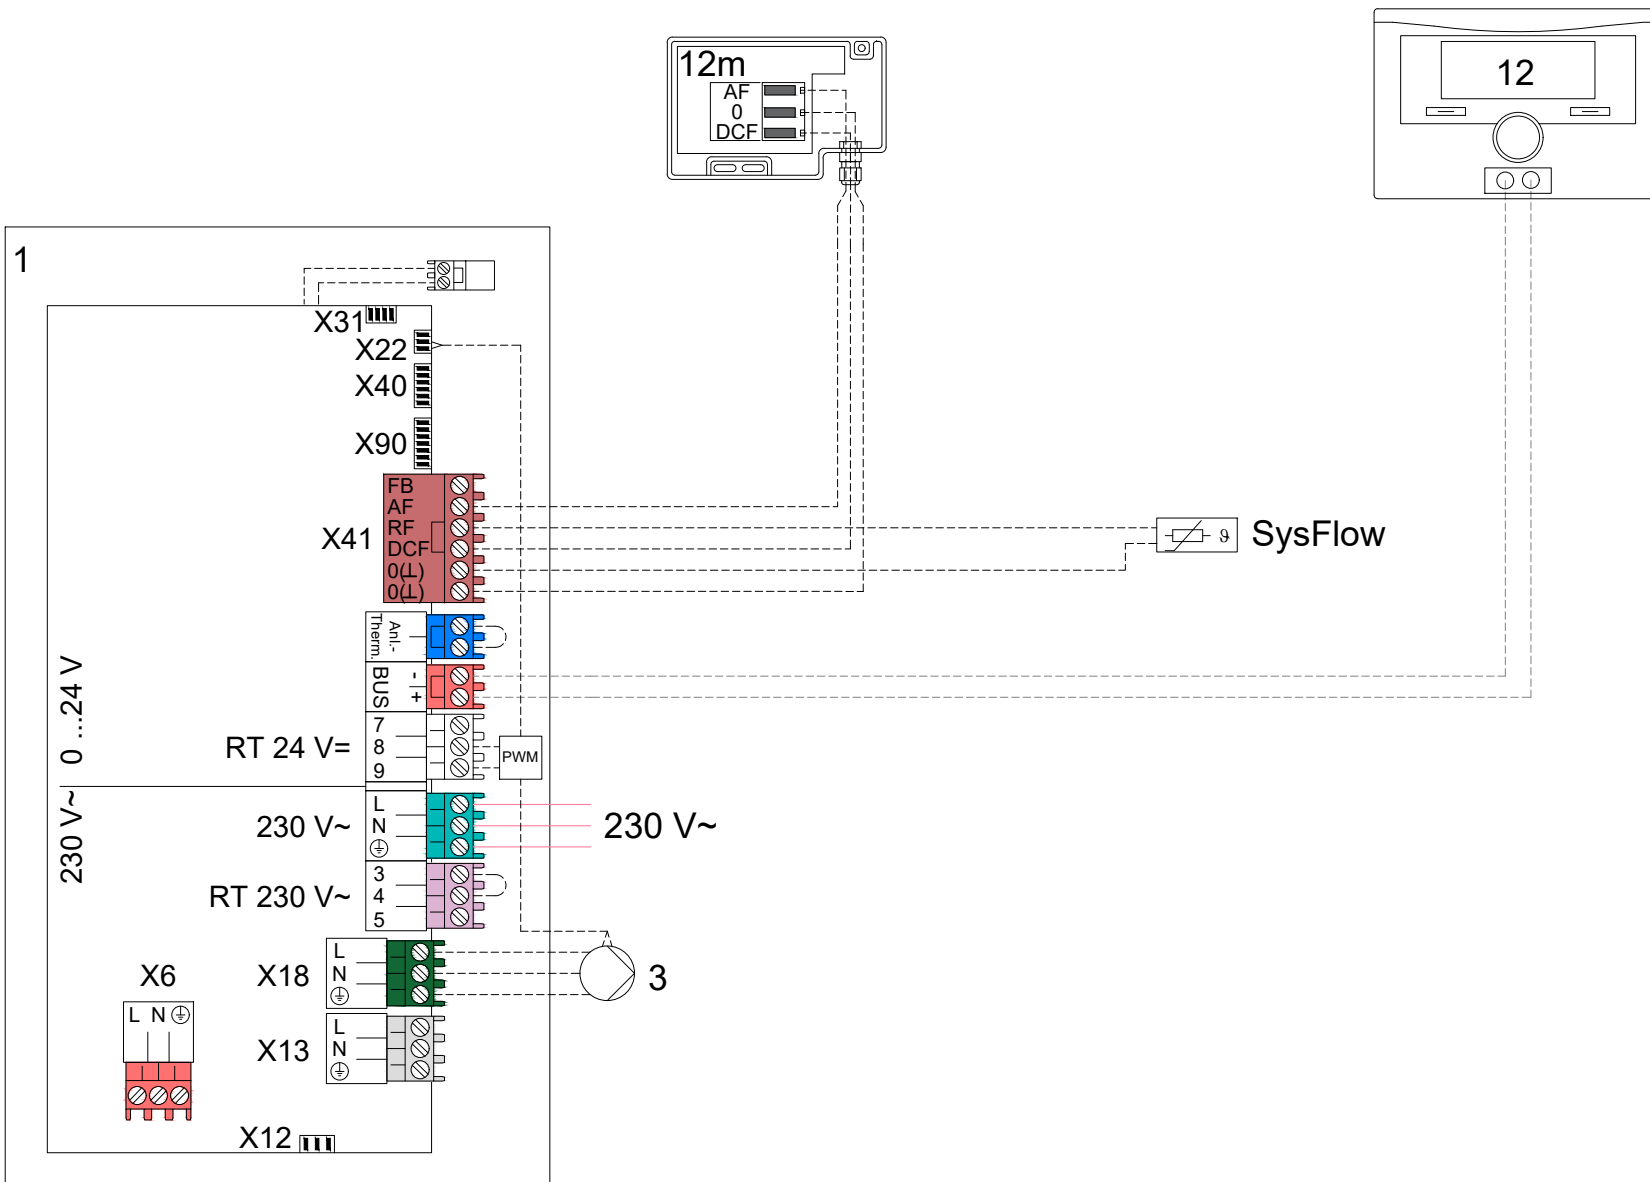 12m
AF
0
DCF
12
1
X31
X22
X40
X90
X41
FB
AF
RF
DCF
0(⊥)
0(⊥)
SysFlow
Anl.-
Therm.
BUS
-
+
0 ...24 V
230 V~
RT 24 V=
7
8
9
PWM
230 V~
L
N
230 V~
RT 230 V~
3
4
5
X18
L
N
3
X6
L N
X13
L
N
X12